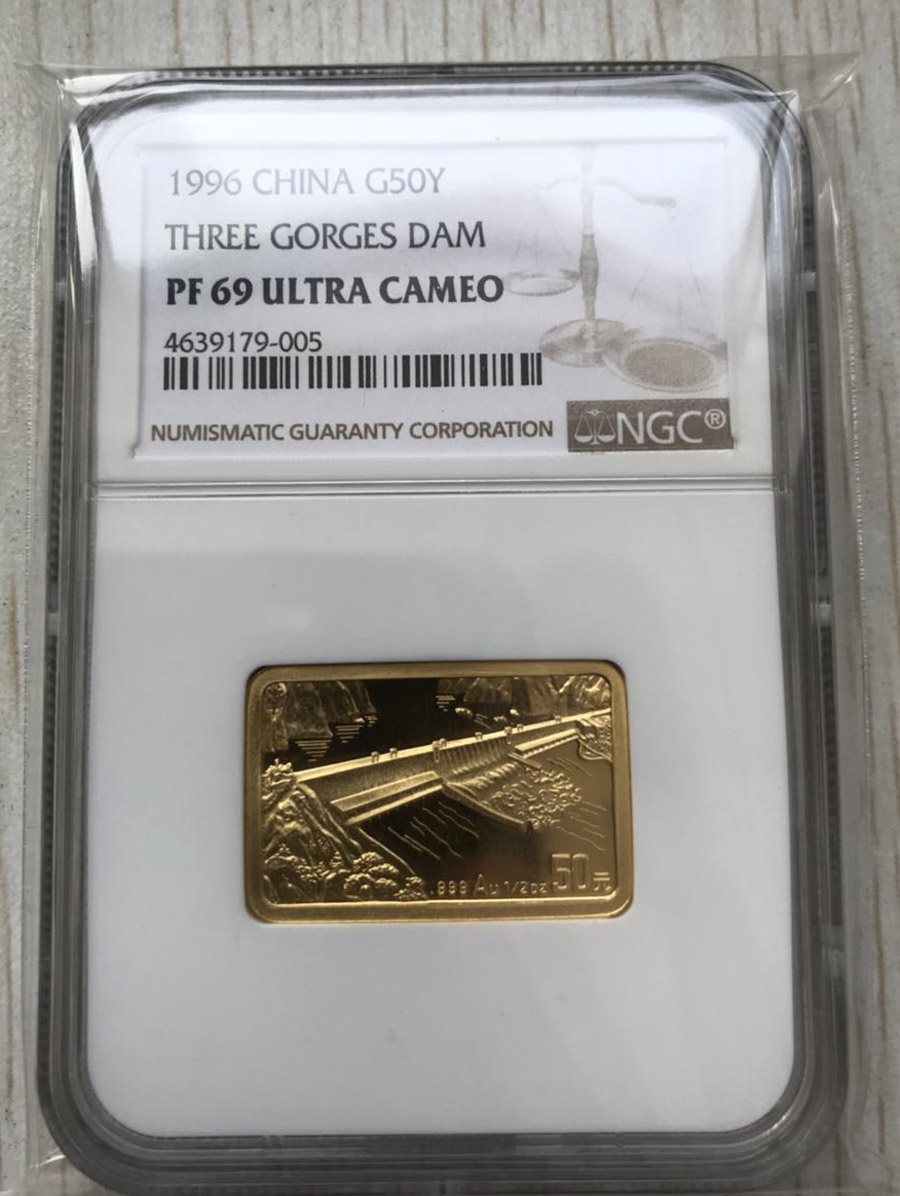 1996 CHINA G50Y
THREE GORGES DAM
PF 69 ULTRA CAMEO
4639179-005
NUMISMATIC GUARANTY CORPORATION NGC®
.999 Au 1/2oz 50元